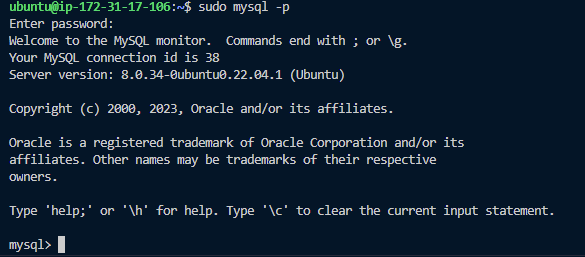 ubuntu@ip-172-31-17-106:~$ sudo mysql -p
Enter password:
Welcome to the MySQL monitor.  Commands end with ; or \g.
Your MySQL connection id is 38
Server version: 8.0.34-0ubuntu0.22.04.1 (Ubuntu)
Copyright (c) 2000, 2023, Oracle and/or its affiliates.
Oracle is a registered trademark of Oracle Corporation and/or its
affiliates. Other names may be trademarks of their respective
owners.
Type 'help;' or '\h' for help. Type '\c' to clear the current input statement.
mysql>